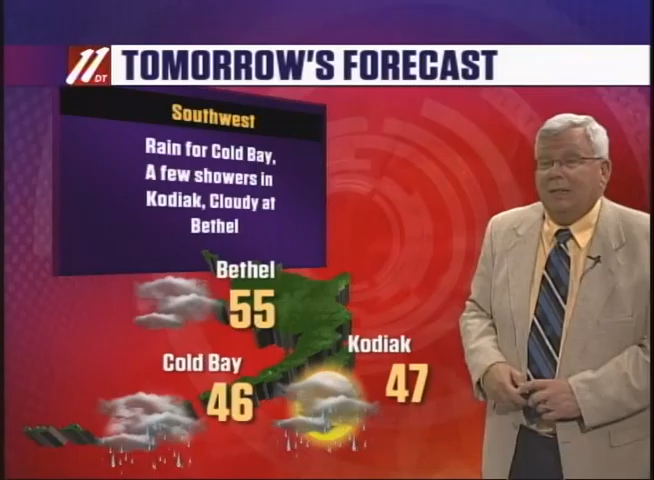 11 DT
TOMORROW'S FORECAST
Southwest
Rain for Cold Bay,
A few showers in
Kodiak, Cloudy at
Bethel
Bethel
55
Kodiak
47
Cold Bay
46